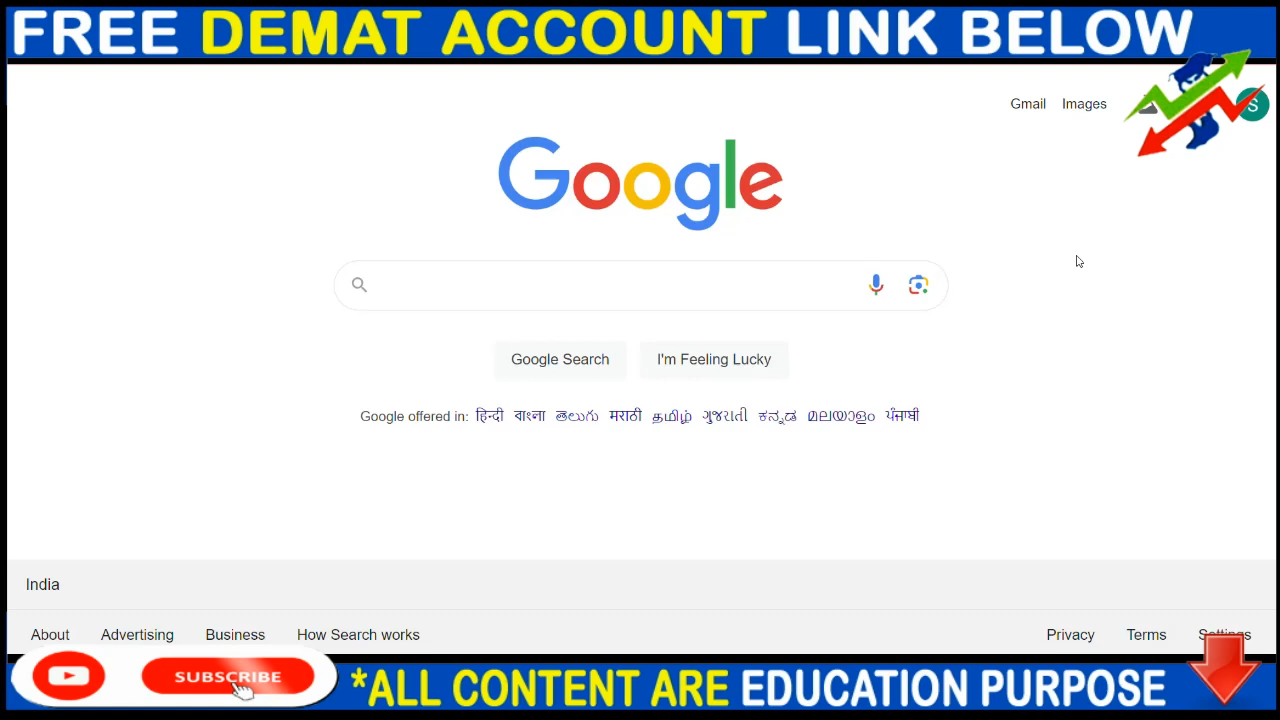 FREE DEMAT ACCOUNT LINK BELOW
Gmail Images
S
Google
Google Search I'm Feeling Lucky
Google offered in: हिन्दी বাংলা తెలుగు मराठी தமிழ் ગુજરાતી ಕನ್ನಡ മലയാളം ਪੰਜਾਬੀ
India
About Advertising Business How Search works Privacy Terms Settings
SUBSCRIBE
*ALL CONTENT ARE EDUCATION PURPOSE